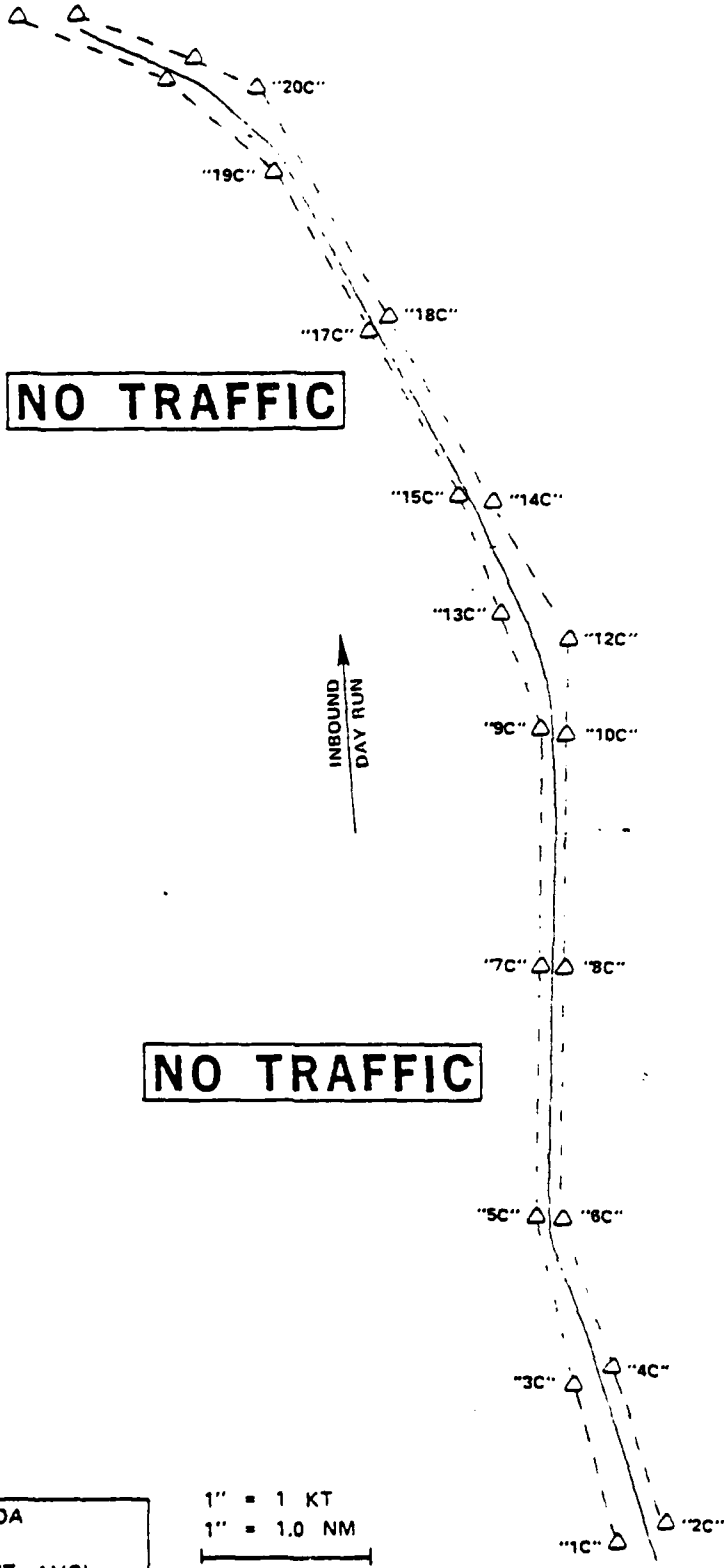 "20C"
"19C"
"18C"
"17C"
NO TRAFFIC
"15C" "14C"
"13C"
"12C"
INBOUND
DAY RUN
"9C" "10C"
"7C" "8C"
NO TRAFFIC
"5C" "6C"
"4C"
"3C"
1" = 1 KT
1" = 1.0 NM
"2C"
"1C"